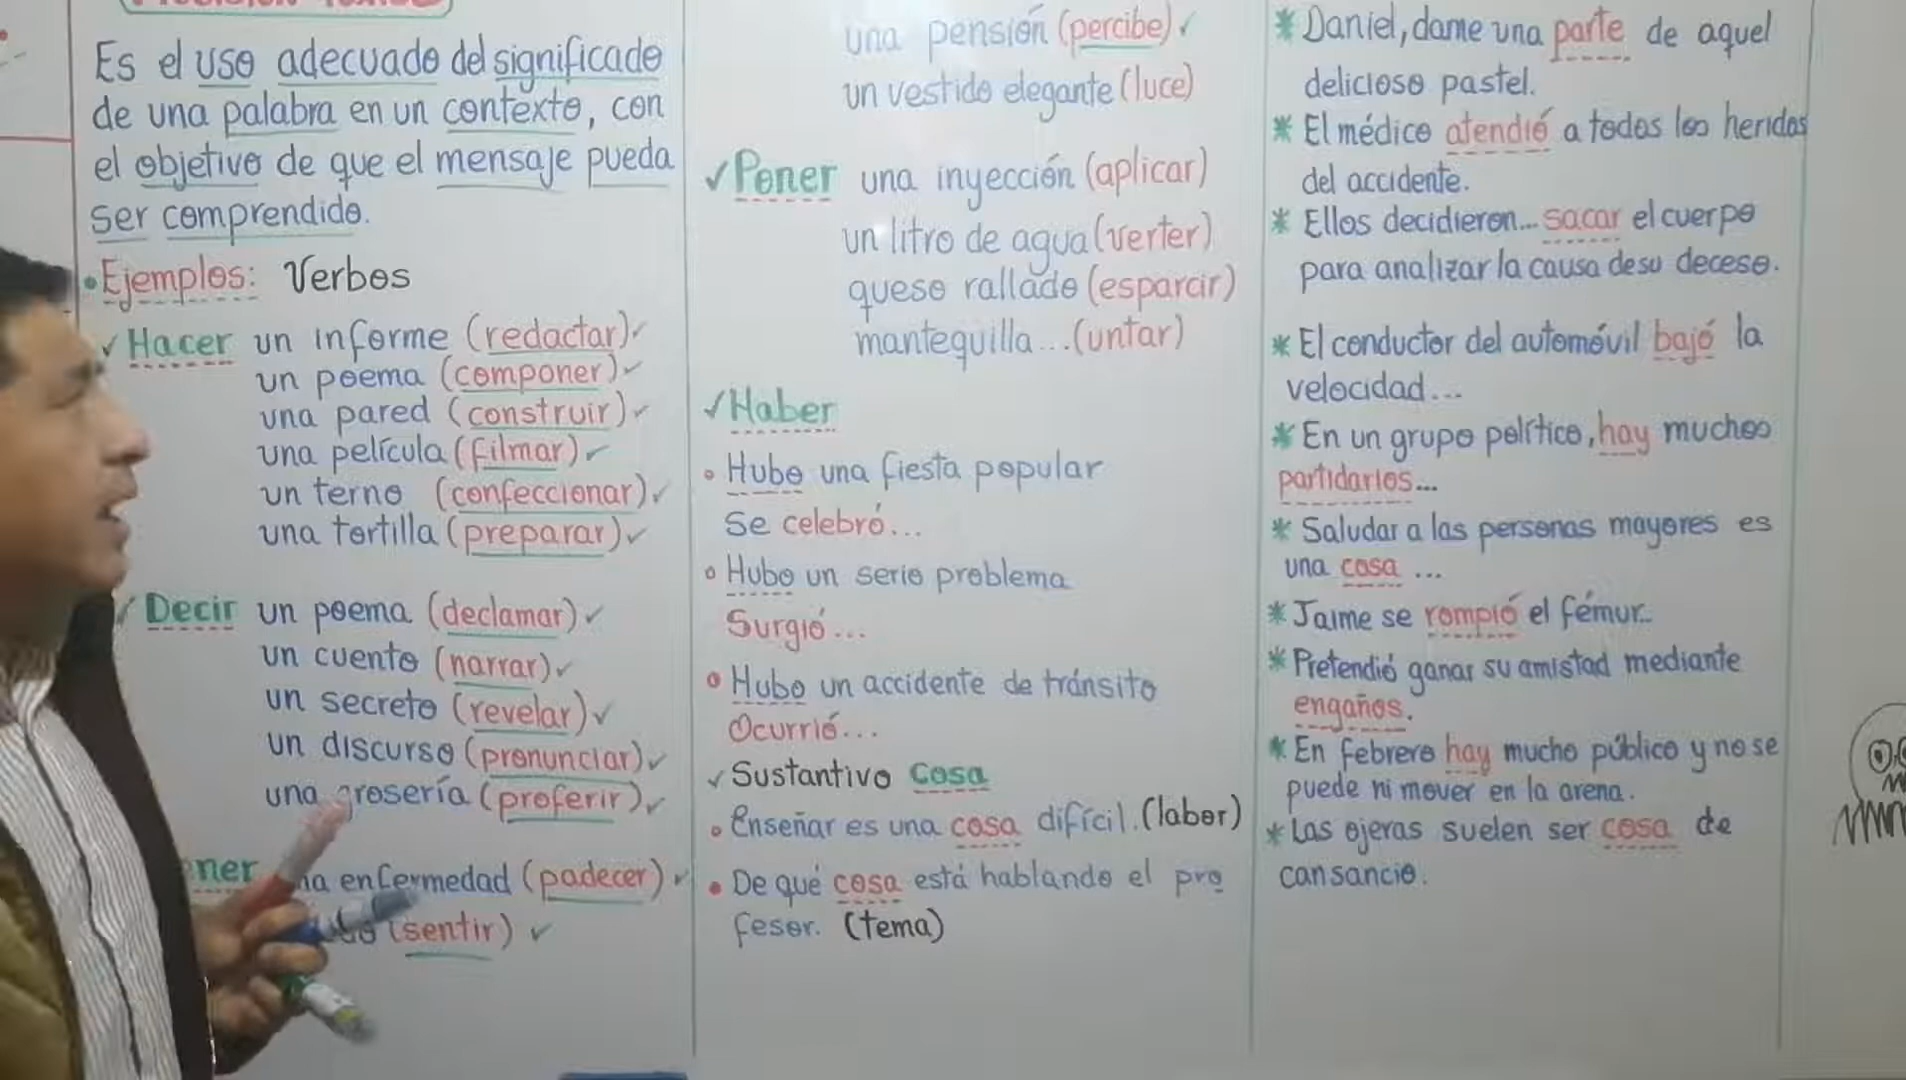 Es el uso adecuado del significado
de una palabra en un contexto, con
el objetivo de que el mensaje pueda
ser comprendido.
•Ejemplos: Verbos
✓Hacer un informe (redactar)✓
un poema (componer)✓
una pared (construir)✓
una película (filmar)✓
un terno (confeccionar)✓
una tortilla (preparar)✓
✓Decir un poema (declamar)✓
un cuento (narrar)✓
un secreto (revelar)✓
un discurso (pronunciar)✓
una grosería (proferir)✓
enfermedad (padecer)✓
(sentir) ✓
una pensión (percibe)✓
un vestido elegante (luce)
✓Poner una inyección (aplicar)
un litro de agua (verter)
queso rallado (esparcir)
mantequilla...(untar)
✓Haber
• Hubo una fiesta popular
Se celebró...
• Hubo un serio problema
Surgió...
• Hubo un accidente de tránsito
Ocurrió...
✓Sustantivo Cosa
• Enseñar es una cosa difícil. (labor)
• De qué cosa está hablando el pro
fesor. (tema)
* Daniel, dame una parte de aquel
delicioso pastel.
* El médico atendió a todos los heridos
del accidente.
* Ellos decidieron... sacar el cuerpo
para analizar la causa desu deceso.
* El conductor del automóvil bajó la
velocidad...
* En un grupo político, hay muchos
partidarios...
* Saludar a las personas mayores es
una cosa ...
* Jaime se rompió el fémur...
* Pretendió ganar su amistad mediante
engaños.
* En febrero hay mucho público y no se
puede ni mover en la arena.
* Las ojeras suelen ser cosa de
cansancio.